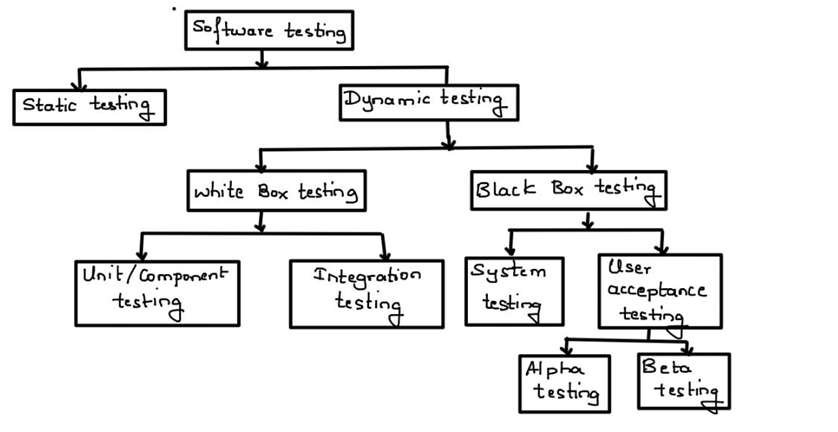 Software testing
Static testing
Dynamic testing
White Box testing
Black Box testing
Unit/Component
testing
Integration
testing
System
testing
User
acceptance
testing
Alpha
testing
Beta
testing